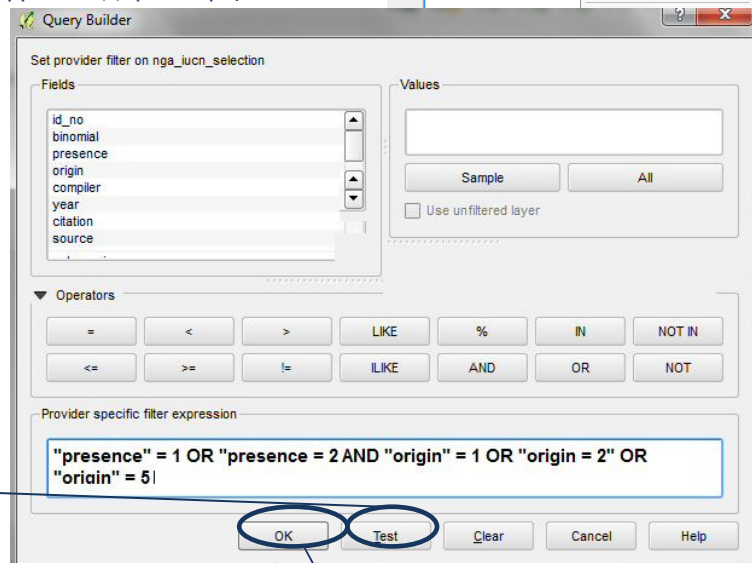 Query Builder
?
X
Set provider filter on nga_iucn_selection
Fields
id_no
binomial
presence
origin
compiler
year
citation
source
Values
Sample
All
Use unfiltered layer
Operators
=
<
>
LIKE
%
IN
NOT IN
<=
>=
!=
ILIKE
AND
OR
NOT
Provider specific filter expression
"presence" = 1 OR "presence = 2 AND "origin" = 1 OR "origin = 2" OR
"origin" = 5
OK
Test
Clear
Cancel
Help